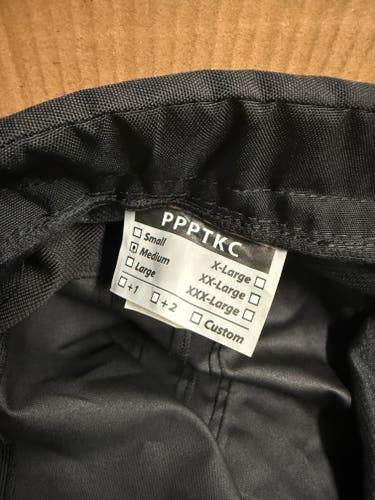 PPPTKC
Small X-Large
Medium XX-Large
Large XXX-Large
+1 +2 Custom